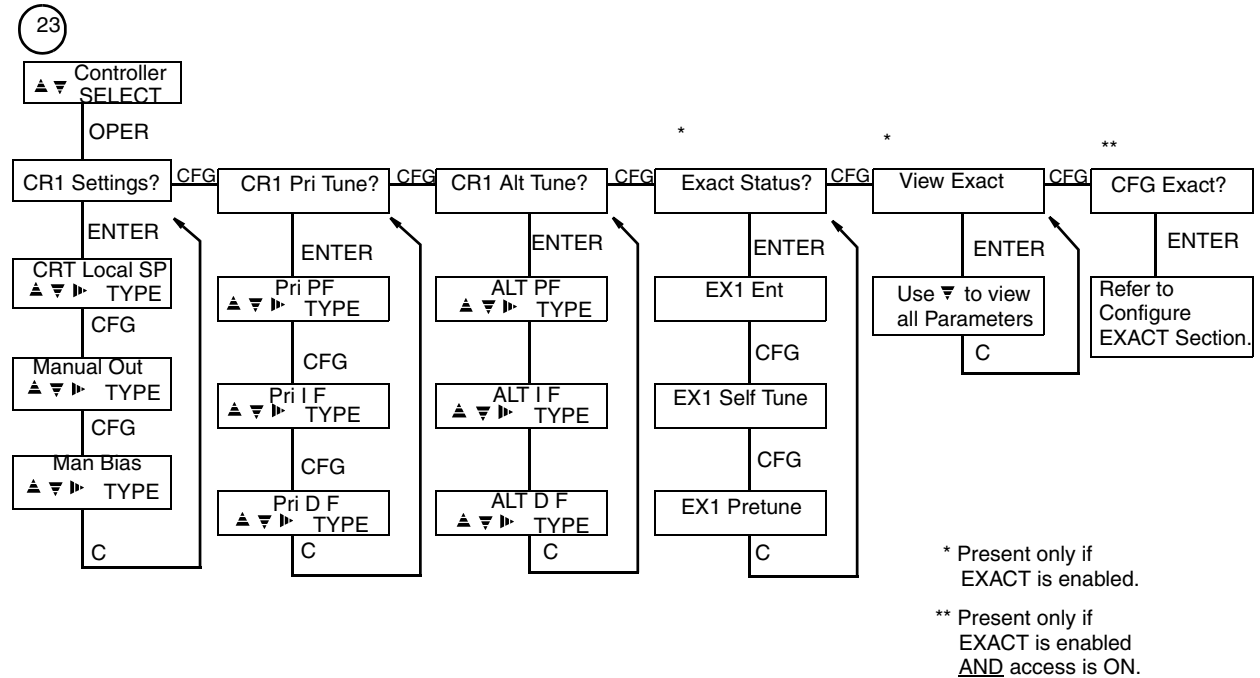 23
Controller
SELECT
OPER
*
*
**
CR1 Settings?
CFG
CR1 Pri Tune?
CFG
CR1 Alt Tune?
CFG
Exact Status?
CFG
View Exact
CFG
CFG Exact?
ENTER
CRT Local SP
TYPE
CFG
Manual Out
TYPE
CFG
Man Bias
TYPE
C
ENTER
Pri PF
TYPE
CFG
Pri I F
TYPE
CFG
Pri D F
TYPE
C
ENTER
ALT PF
TYPE
ALT I F
TYPE
ALT D F
TYPE
C
ENTER
EX1 Ent
CFG
EX1 Self Tune
CFG
EX1 Pretune
C
ENTER
Use ▼ to view
all Parameters
C
ENTER
Refer to
Configure
EXACT Section.
* Present only if
EXACT is enabled.
** Present only if
EXACT is enabled
AND access is ON.